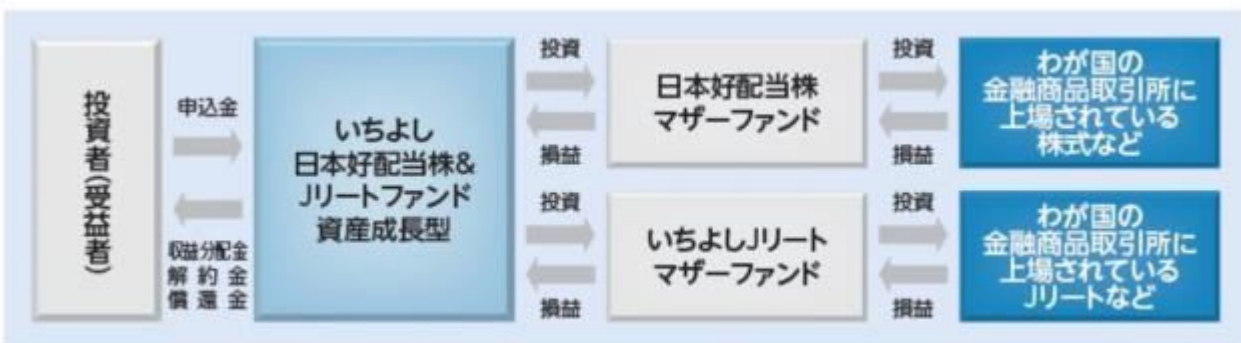 投資者(受益者)
申込金
収益分配金
解約金
償還金
いちよし
日本好配当株&
Jリートファンド
資産成長型
投資
損益
投資
損益
日本好配当株
マザーファンド
いちよしJリート
マザーファンド
投資
損益
投資
損益
わが国の
金融商品取引所に
上場されている
株式など
わが国の
金融商品取引所に
上場されている
Jリートなど